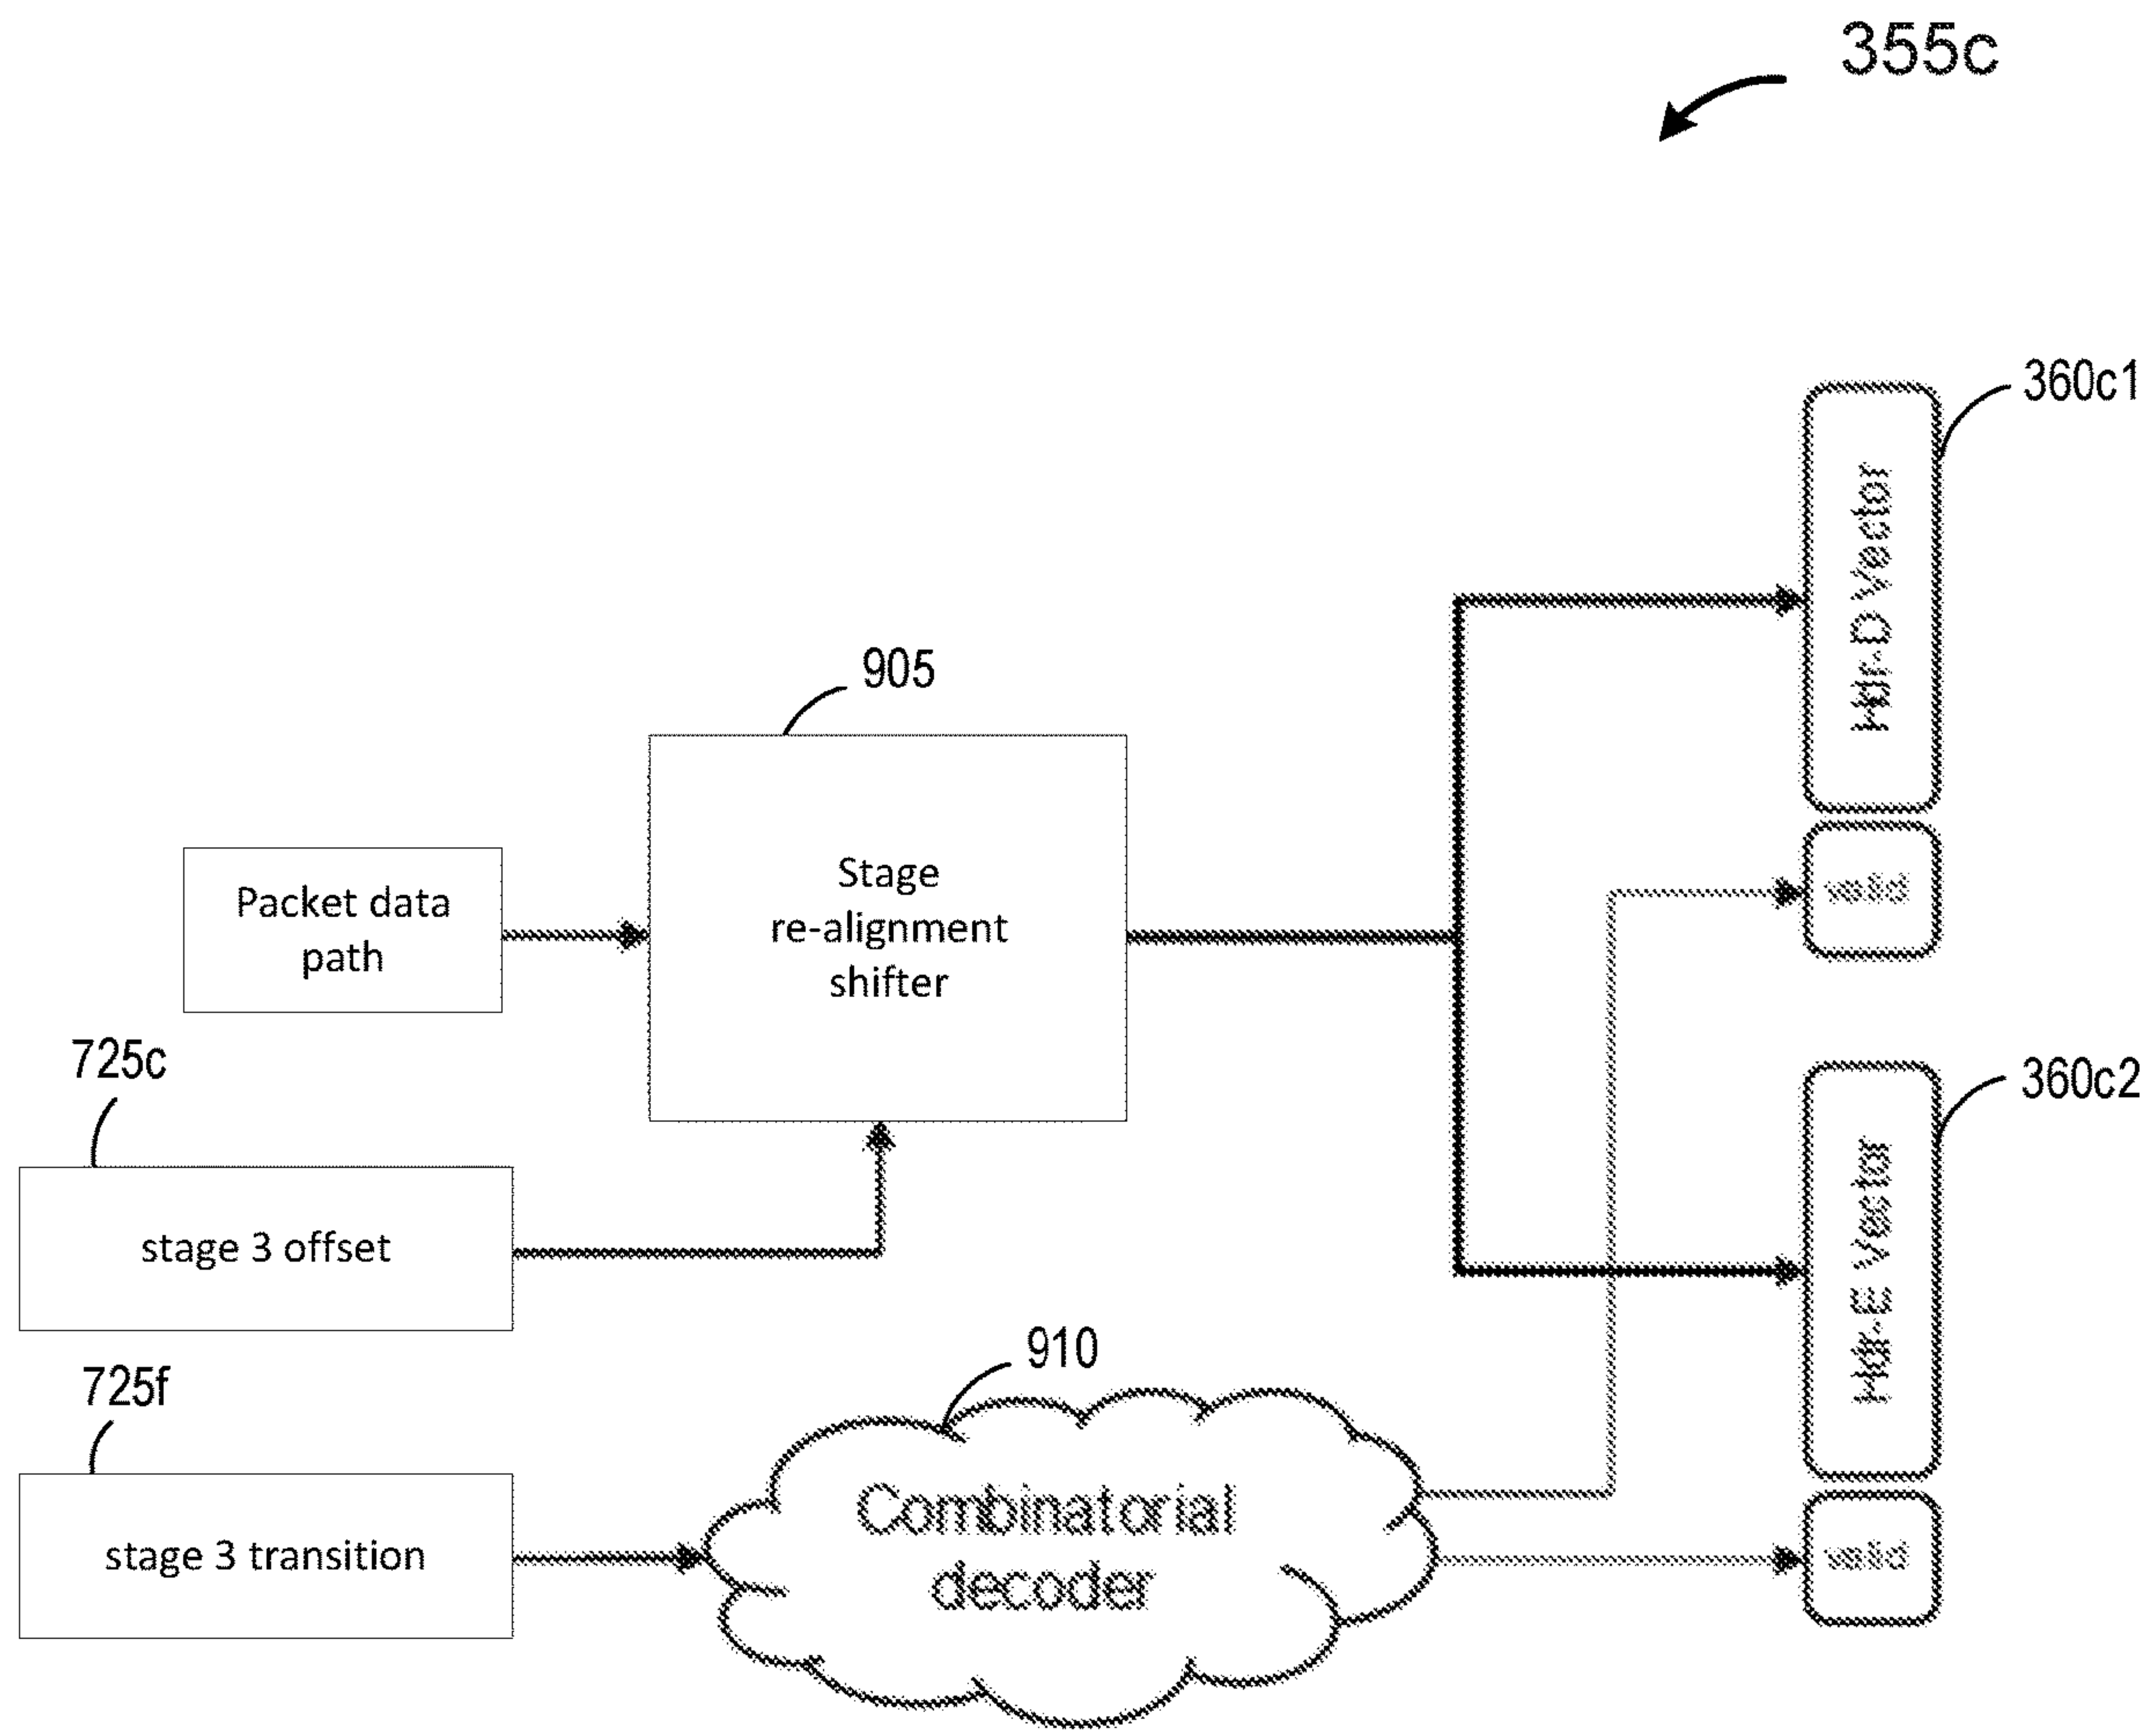 355c
360c1
Hdr-D Vector
905
Stage
re-alignment
shifter
Packet data
path
valid
725c
stage 3 offset
360c2
Hdr-E Vector
910
Combinatorial
decoder
725f
stage 3 transition
valid